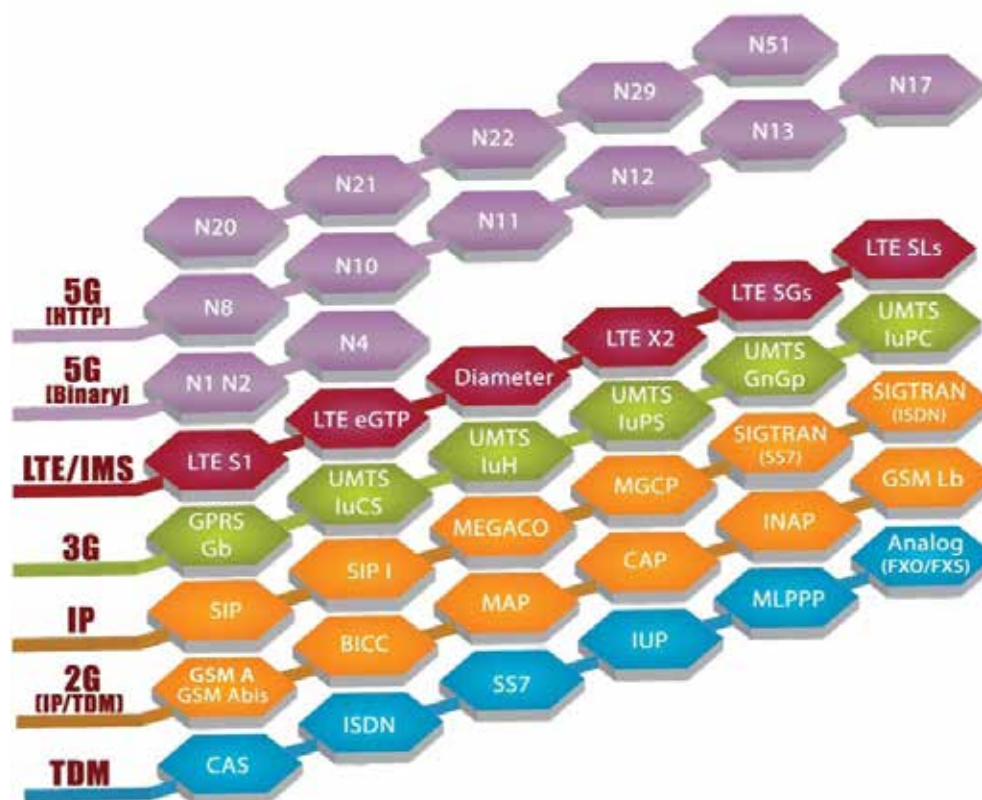 N20
N21
N22
N29
N51
5G
[HTTP]
N8
N10
N11
N12
N13
N17
5G
[Binary]
N1 N2
N4
LTE/IMS
LTE S1
LTE eGTP
Diameter
LTE X2
LTE SGs
LTE SLs
3G
GPRS
Gb
UMTS
IuCS
UMTS
IuH
UMTS
IuPS
UMTS
GnGp
UMTS
IuPC
IP
SIP
SIP I
MEGACO
MGCP
SIGTRAN
(SS7)
SIGTRAN
(ISDN)
2G
(IP/TDM)
GSM A
GSM Abis
BICC
MAP
CAP
INAP
GSM Lb
TDM
CAS
ISDN
SS7
IUP
MLPPP
Analog
(FXO/FXS)